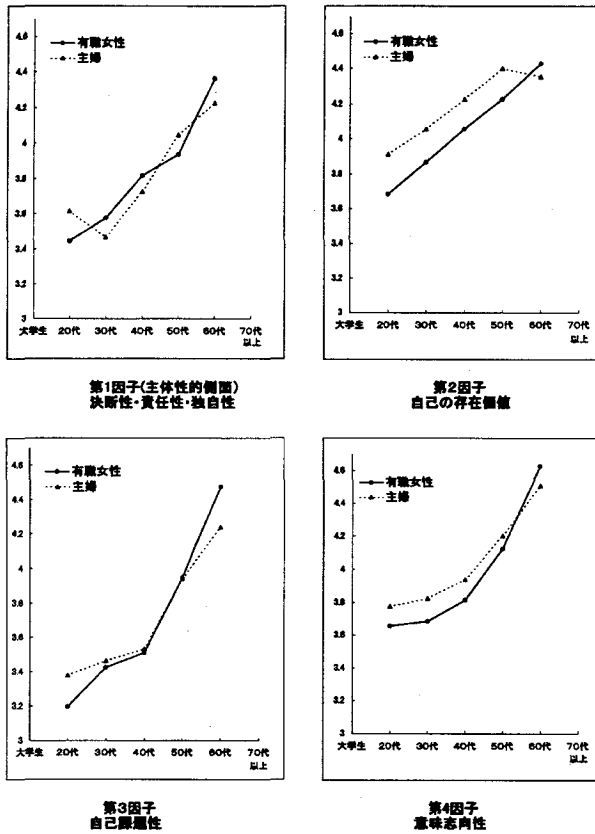 有職女性
主婦
4.6
4.4
4.2
4
3.8
3.6
3.4
3.2
3
大学生 20代 30代 40代 50代 60代 70代
以上
第1因子(主体性的側面)
決断性・責任性・独自性
有職女性
主婦
4.6
4.4
4.2
4
3.8
3.6
3.4
3.2
3
大学生 20代 30代 40代 50代 60代 70代
以上
第2因子
自己の存在価値
有職女性
主婦
4.6
4.4
4.2
4
3.8
3.6
3.4
3.2
3
大学生 20代 30代 40代 50代 60代 70代
以上
第3因子
自己課題性
有職女性
主婦
4.6
4.4
4.2
4
3.8
3.6
3.4
3.2
3
大学生 20代 30代 40代 50代 60代 70代
以上
第4因子
意味志向性